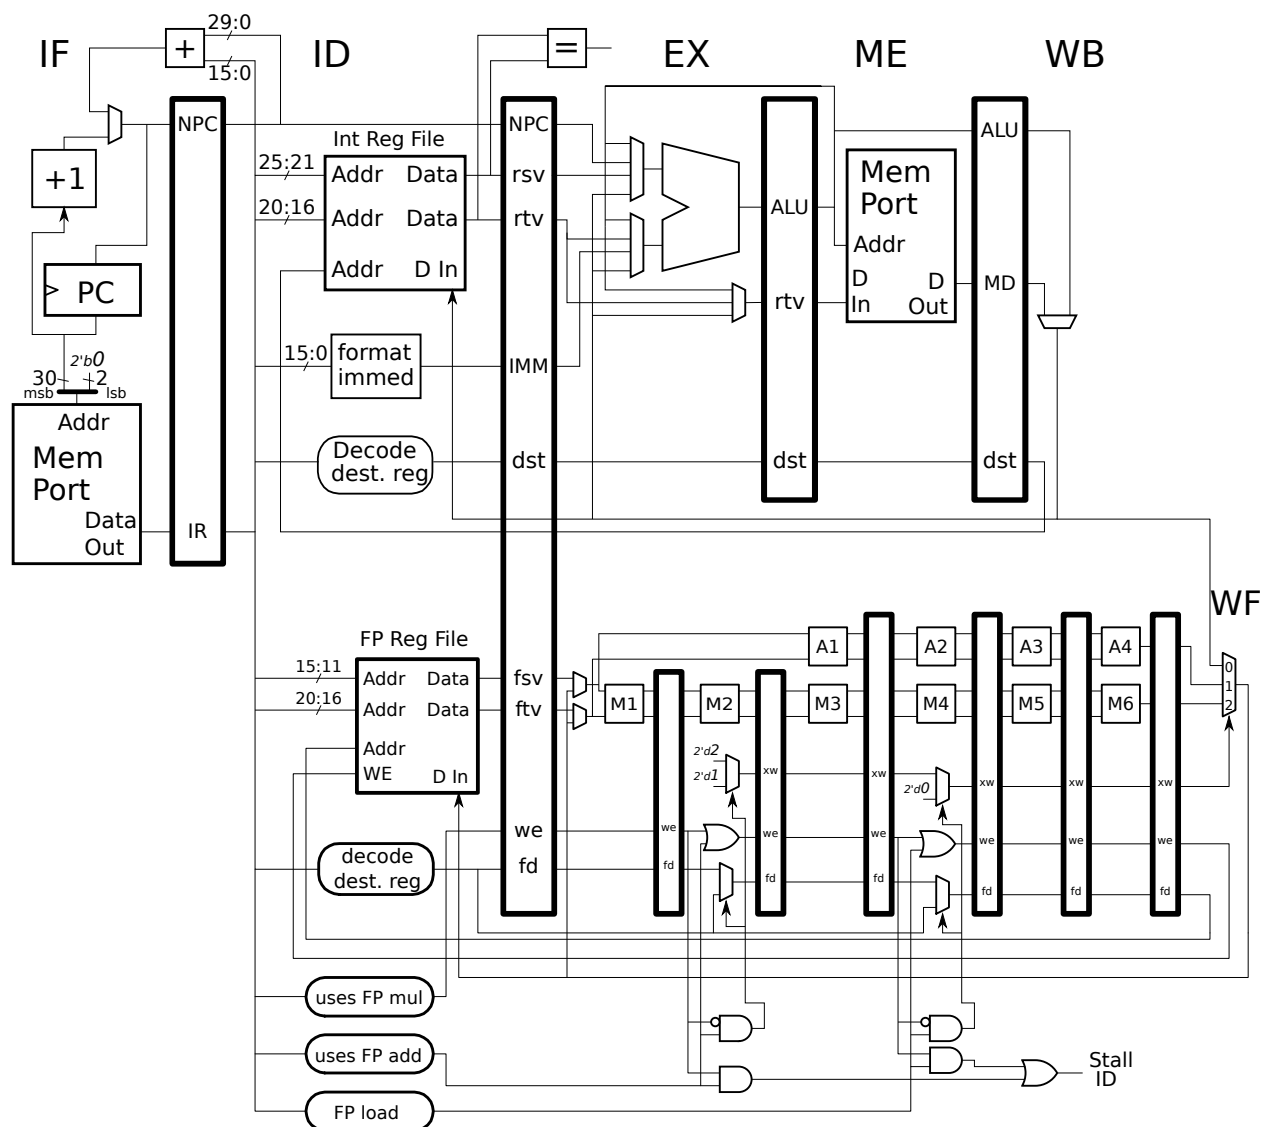 IF
ID
EX
ME
WB
29:0
+
15:0
=
NPC
NPC
ALU
Int Reg File
+1
25:21
Addr
Data
rsv
20:16
Addr
Data
rtv
ALU
Mem
Port
Addr
Addr
D In
PC
D
In
D
Out
rtv
MD
2'b0
30
2
msb
lsb
15:0
format
immed
IMM
Addr
Mem
Port
Data
Out
Decode
dest. reg
dst
dst
dst
IR
WF
FP Reg File
A1
A2
A3
A4
0
1
2
15:11
Addr
Data
fsv
20:16
Addr
Data
ftv
M1
M2
M3
M4
M5
M6
Addr
WE
D In
2'd2
2'd1
xw
xw
2'd0
xw
xw
xw
we
we
we
we
we
we
we
decode
dest. reg
fd
fd
fd
fd
fd
fd
fd
uses FP mul
uses FP add
FP load
Stall
ID